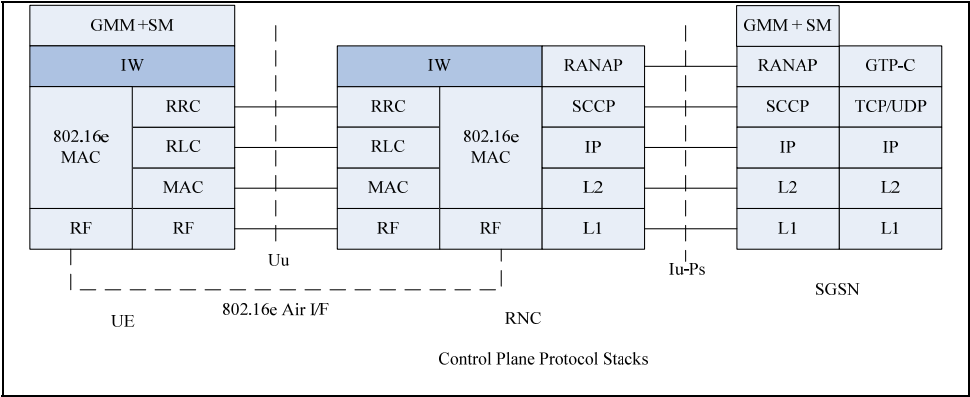 GMM +SM
GMM + SM
IW
IW
RANAP
RANAP
GTP-C
802.16e
MAC
RRC
RRC
802.16e
MAC
SCCP
SCCP
TCP/UDP
RLC
RLC
IP
IP
IP
MAC
MAC
L2
L2
L2
RF
RF
RF
RF
L1
L1
L1
Uu
Iu-Ps
802.16e Air I/F
UE
RNC
SGSN
Control Plane Protocol Stacks